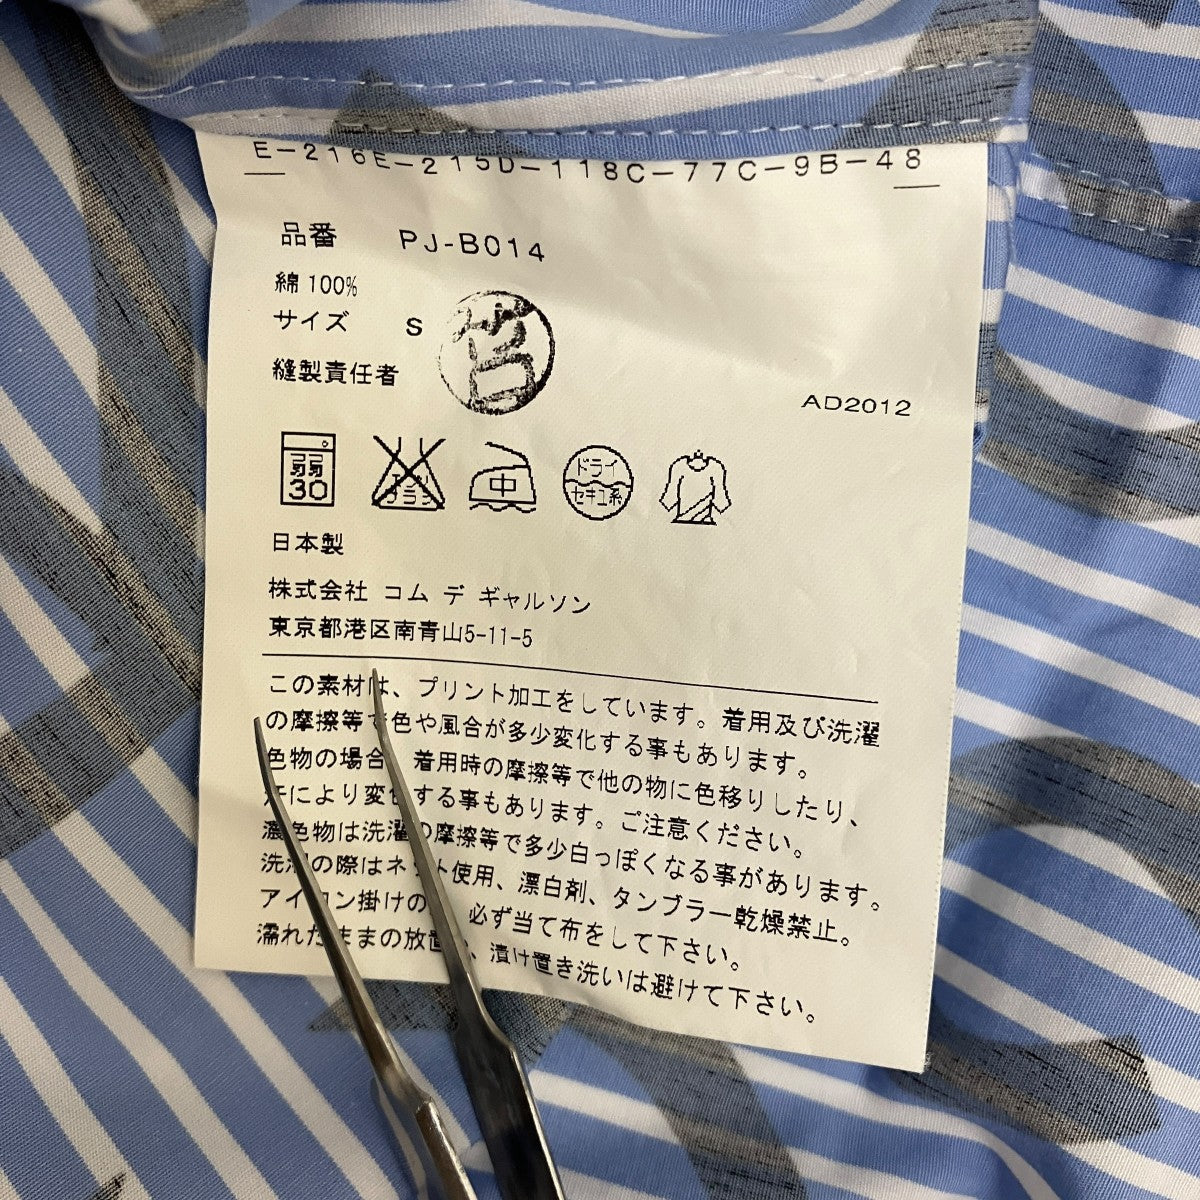 E-216E-215D-118C-77C-9B-48
品番 PJ-B014
綿 100%
サイズ S
縫製責任者
AD2012
弱
30
中
ドライ
セキユ系
日本製
株式会社 コム デ ギャルソン
東京都港区南青山5-11-5
この素材は、プリント加工をしています。着用及び洗濯
の摩擦等で色や風合が多少変化する事もあります。
色物の場合、着用時の摩擦等で他の物に色移りしたり、
により変化する事もあります。ご注意ください。
濃色物は洗濯の摩擦等で多少白っぽくなる事があります。
洗濯の際はネット使用、漂白剤、タンブラー乾燥禁止。
アイロン掛けの 必ず当て布をして下さい。
濡れたままの放置 、漬け置き洗いは避けて下さい。